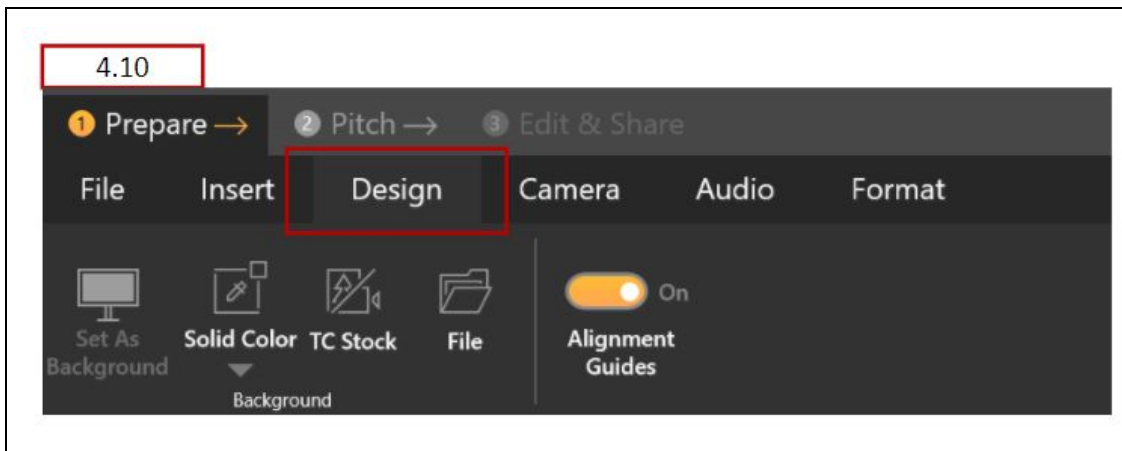 4.10
1 Prepare → 2 Pitch → 3 Edit & Share
File Insert Design Camera Audio Format
On
Set As Background
Solid Color
TC Stock
File
Alignment
Guides
Background